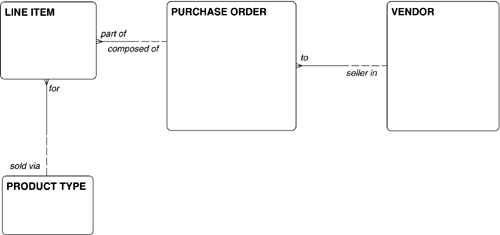 LINE ITEM
part of
composed of
PURCHASE ORDER
to
seller in
VENDOR
for
sold via
PRODUCT TYPE